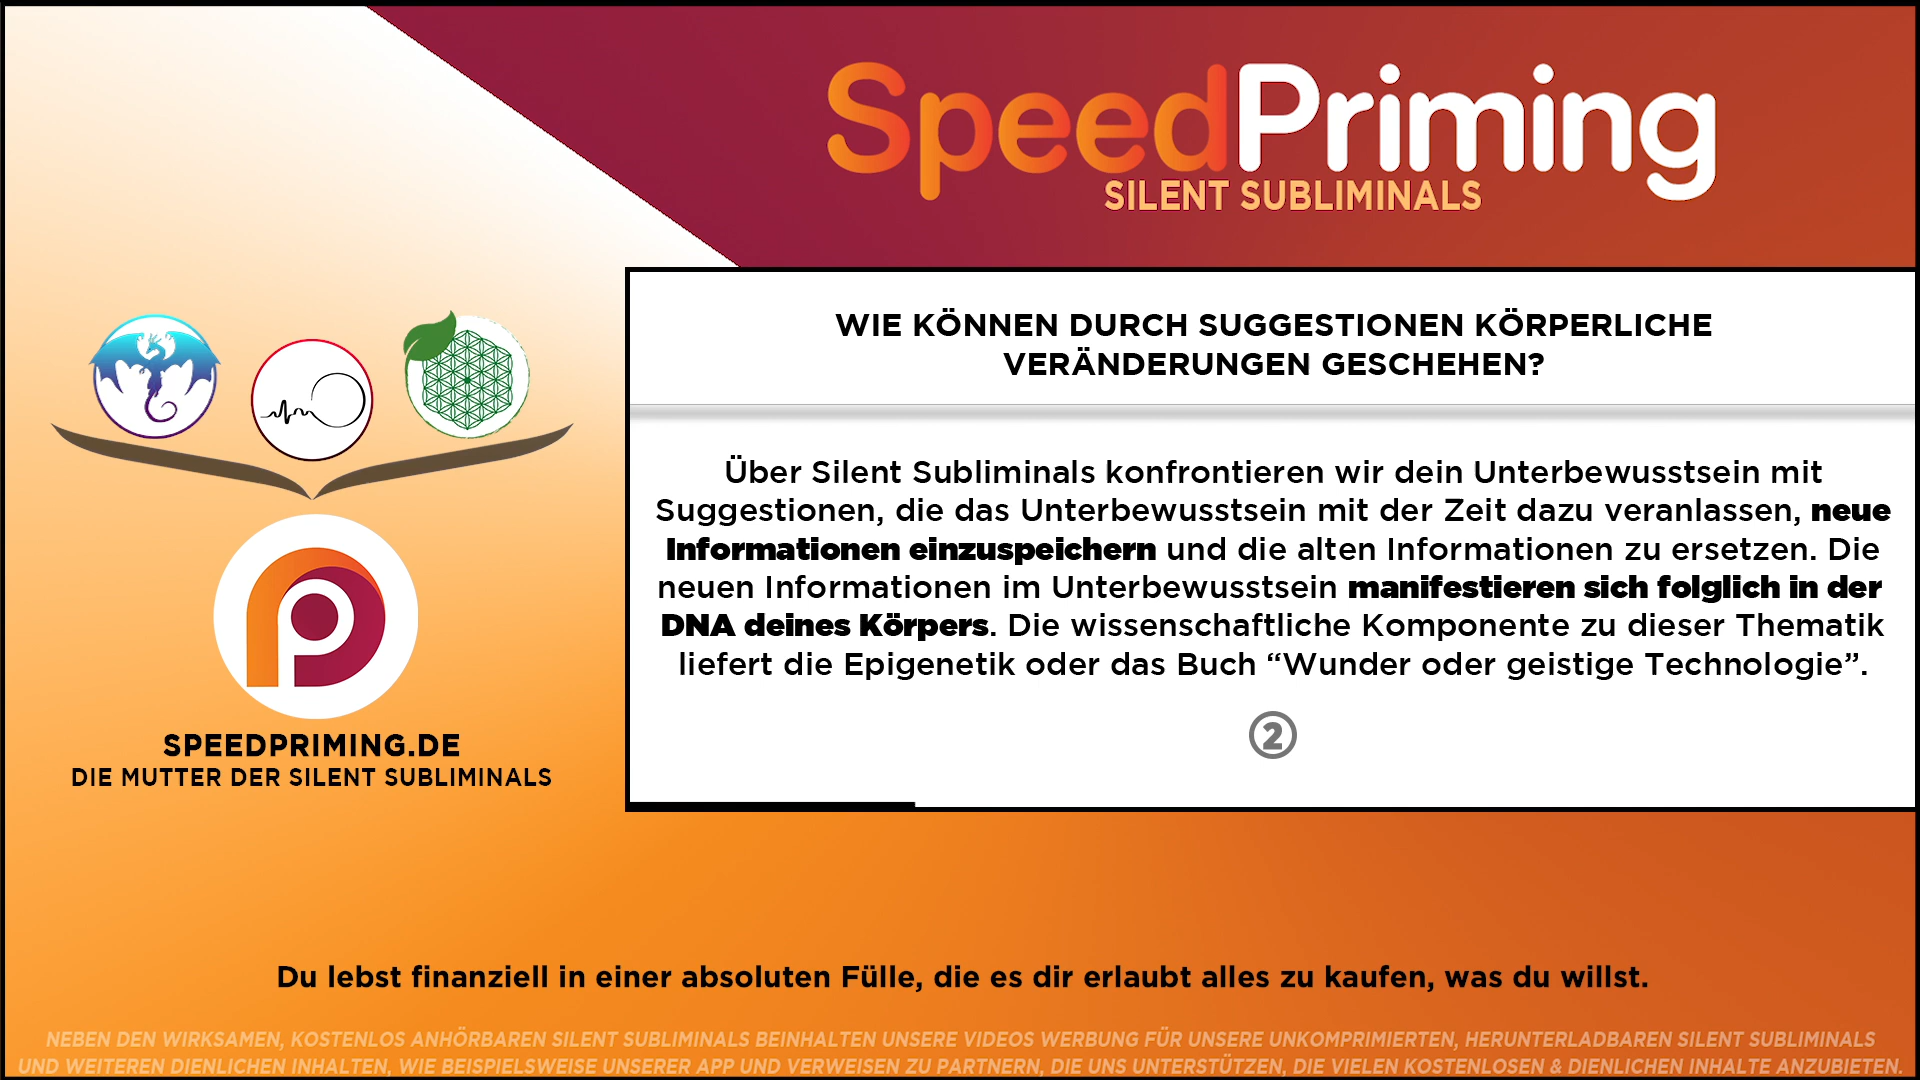 SpeedPriming
SILENT SUBLIMINALS
WIE KÖNNEN DURCH SUGGESTIONEN KÖRPERLICHE
VERÄNDERUNGEN GESCHEHEN?
Über Silent Subliminals konfrontieren wir dein Unterbewusstsein mit
Suggestionen, die das Unterbewusstsein mit der Zeit dazu veranlassen, neue
Informationen einzuspeichern und die alten Informationen zu ersetzen. Die
neuen Informationen im Unterbewusstsein manifestieren sich folglich in der
DNA deines Körpers. Die wissenschaftliche Komponente zu dieser Thematik
liefert die Epigenetik oder das Buch “Wunder oder geistige Technologie”.
2
SPEEDPRIMING.DE
DIE MUTTER DER SILENT SUBLIMINALS
Du lebst finanziell in einer absoluten Fülle, die es dir erlaubt alles zu kaufen, was du willst.
NEBEN DEN WIRKSAMEN, KOSTENLOS ANHÖRBAREN SILENT SUBLIMINALS BEINHALTEN UNSERE VIDEOS WERBUNG FÜR UNSERE UNKOMPRIMIERTEN, HERUNTERLADBAREN SILENT SUBLIMINALS
UND WEITEREN DIENLICHEN INHALTEN, WIE BEISPIELSWEISE UNSERER APP UND VERWEISEN ZU PARTNERN, DIE UNS UNTERSTÜTZEN, DIE VIELEN KOSTENLOSEN & DIENLICHEN INHALTE ANZUBIETEN.